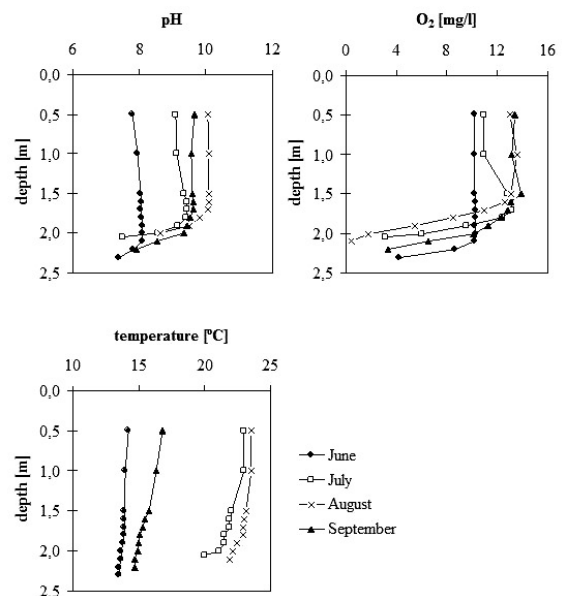 pH
6 8 10 12
0,0
0,5
1,0
1,5
2,0
2,5
depth [m]
O2 [mg/l]
0 4 8 12 16
0,0
0,5
1,0
1,5
2,0
2,5
depth [m]
temperature [ºC]
10 15 20 25
0,0
0,5
1,0
1,5
2,0
2,5
depth [m]
June
July
August
September